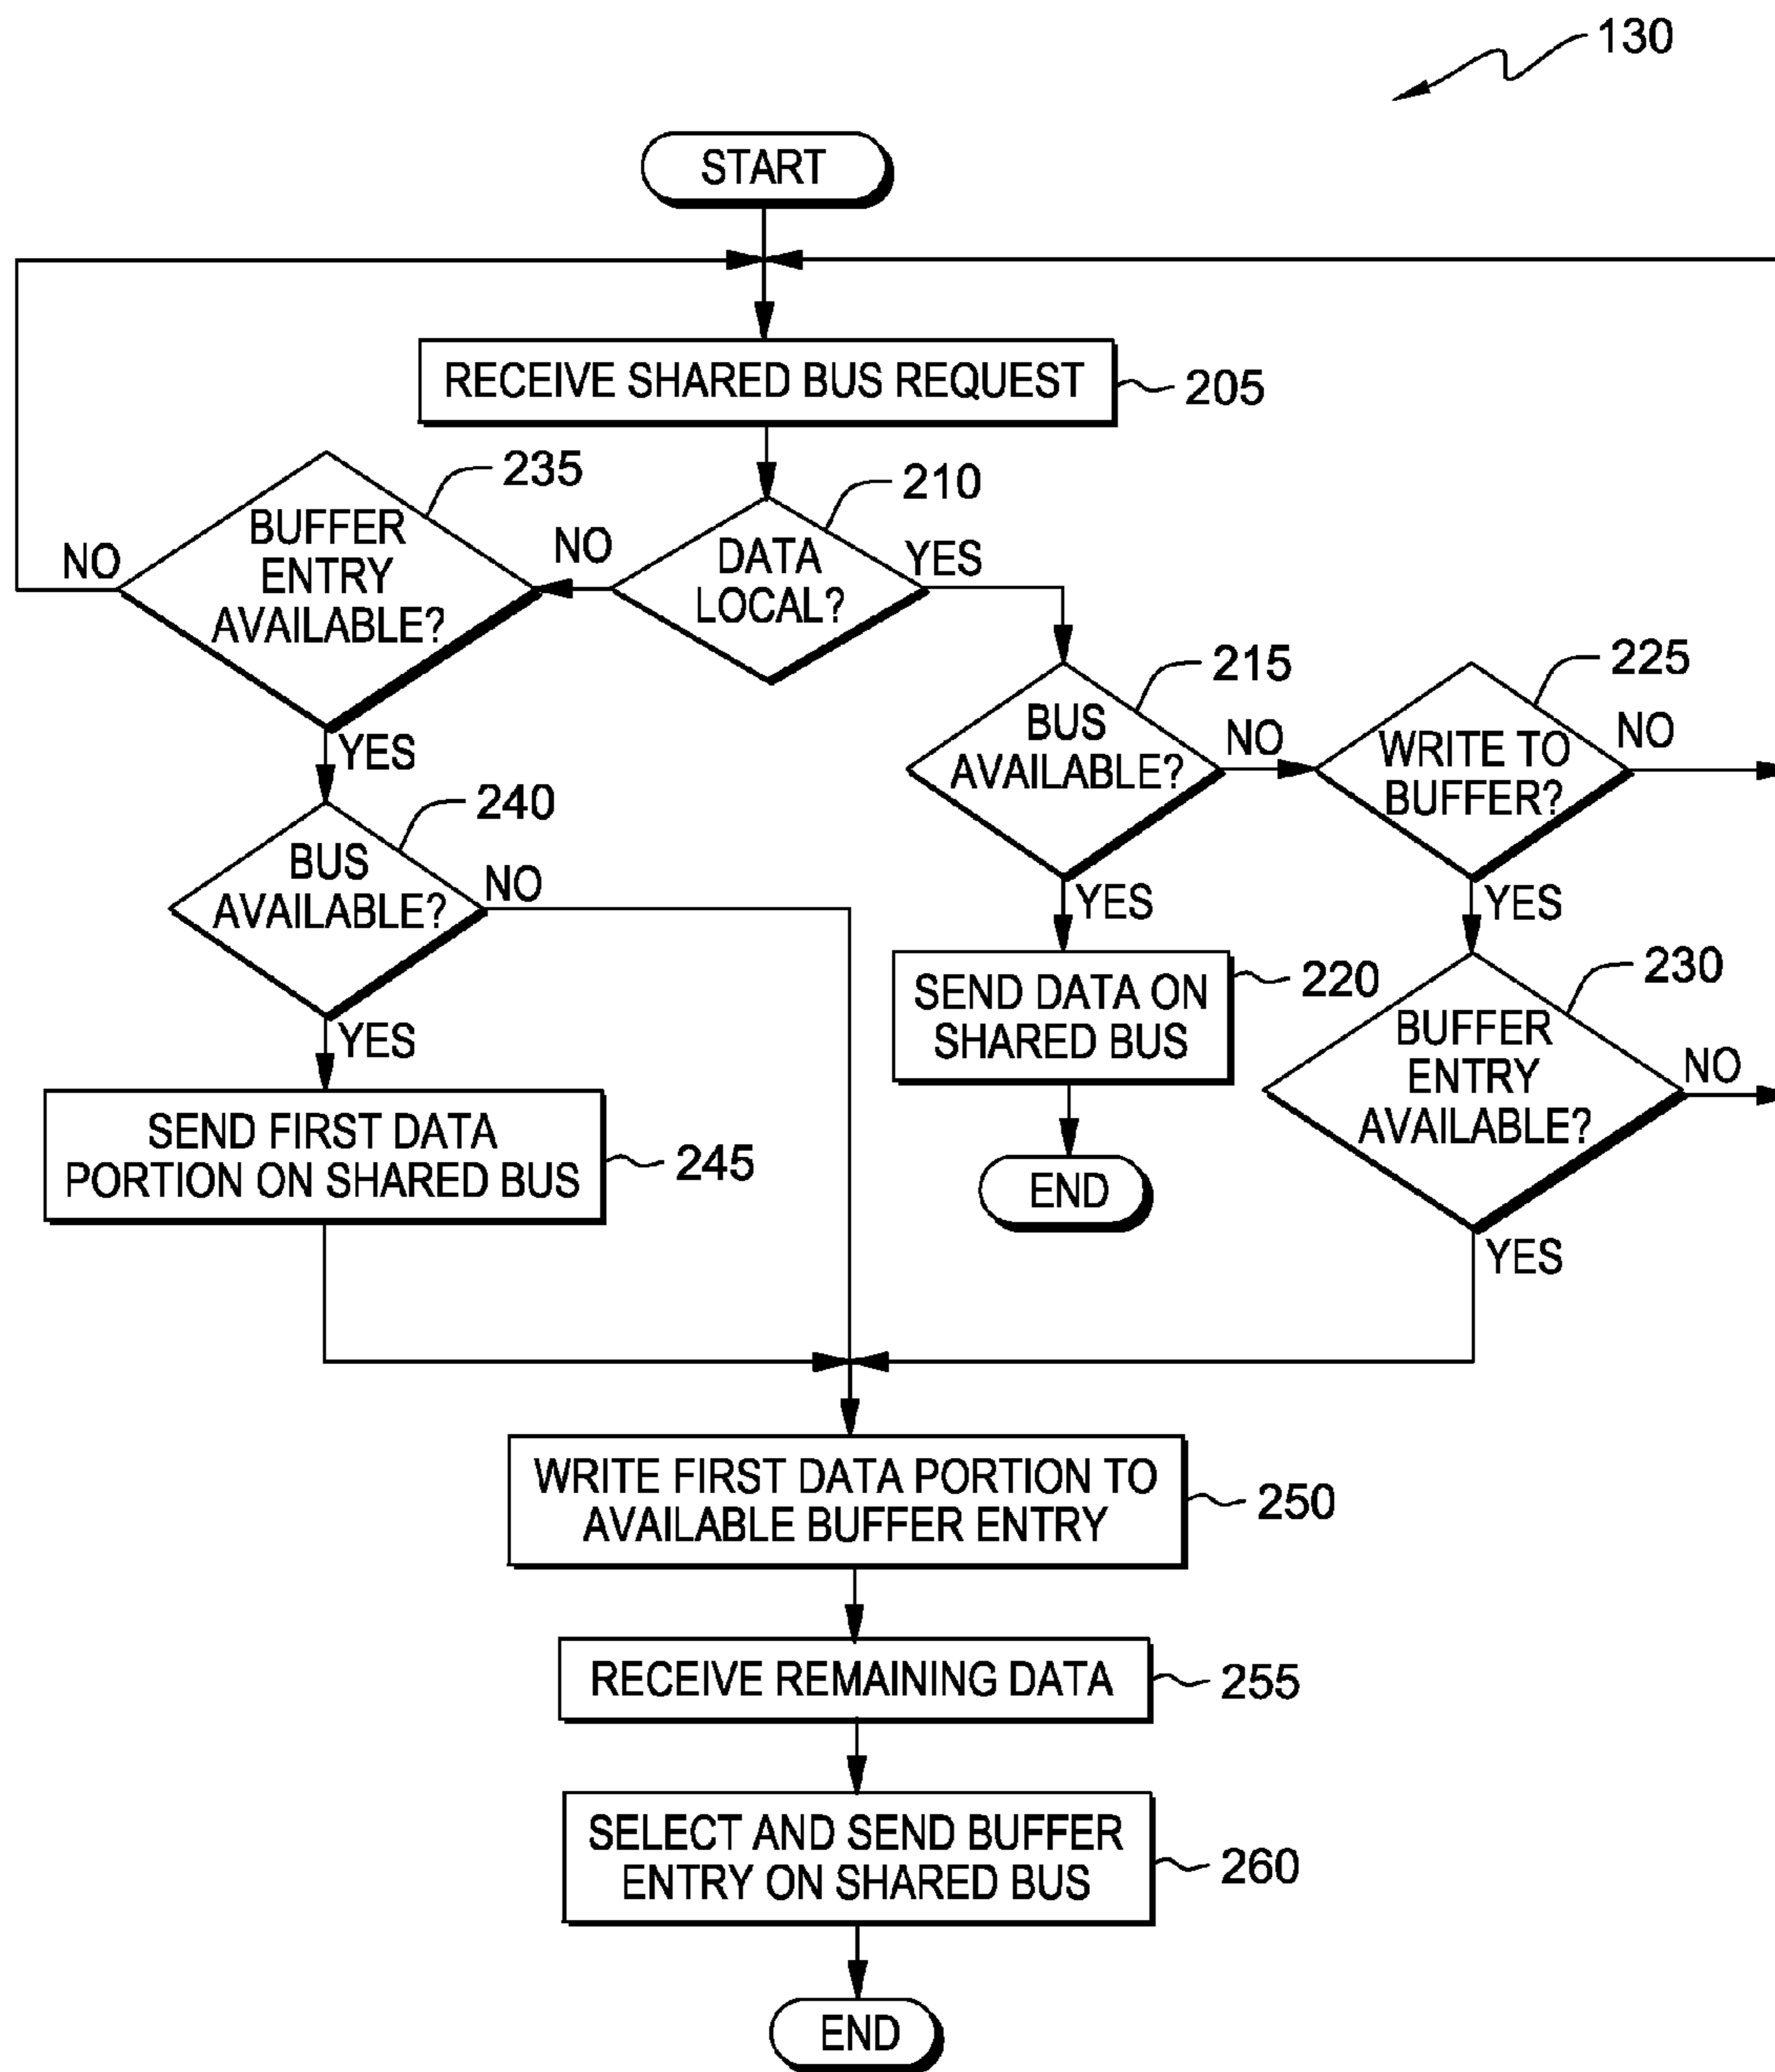 130
START
RECEIVE SHARED BUS REQUEST
205
235
210
BUFFER
ENTRY
AVAILABLE?
NO
NO
DATA
LOCAL?
YES
215
225
BUS
AVAILABLE?
NO
WRITE TO
BUFFER?
NO
YES
240
BUS
AVAILABLE?
NO
YES
YES
SEND DATA ON
SHARED BUS
220
230
BUFFER
ENTRY
AVAILABLE?
NO
YES
SEND FIRST DATA
PORTION ON SHARED BUS
245
END
YES
WRITE FIRST DATA PORTION TO
AVAILABLE BUFFER ENTRY
250
RECEIVE REMAINING DATA
255
SELECT AND SEND BUFFER
ENTRY ON SHARED BUS
260
END